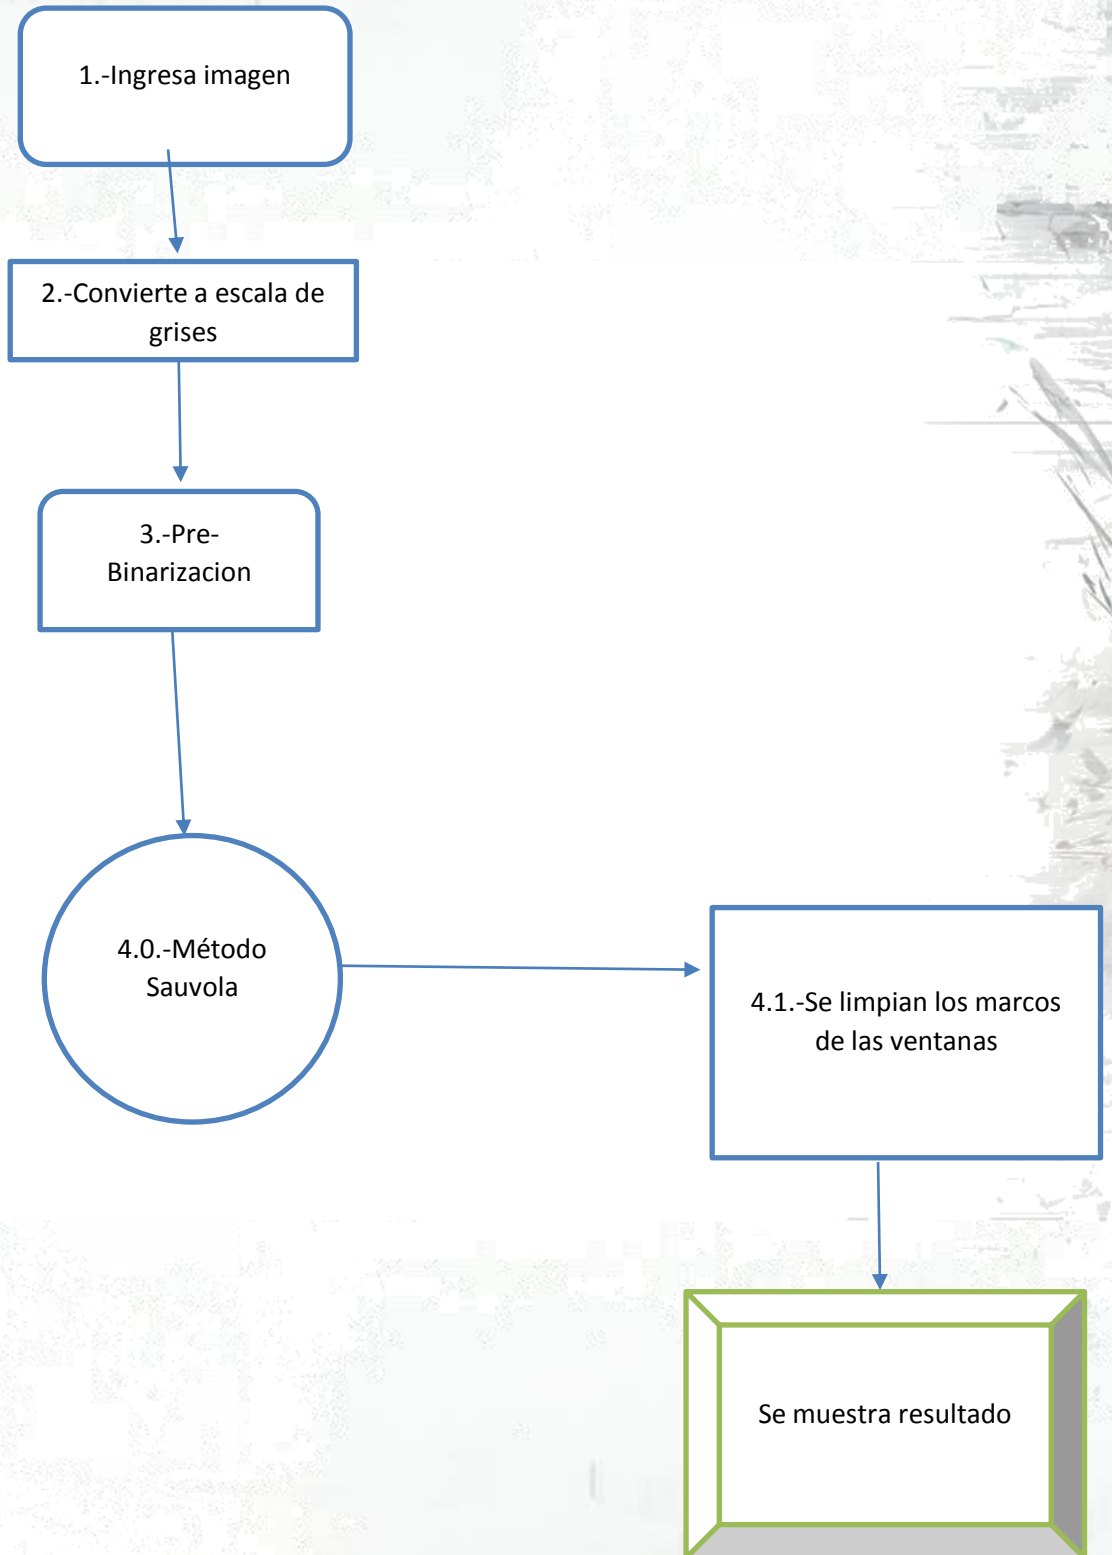 1.-Ingresa imagen
2.-Convierte a escala de
grises
3.-Pre-
Binarizacion
4.0.-Método
Sauvola
4.1.-Se limpian los marcos
de las ventanas
Se muestra resultado